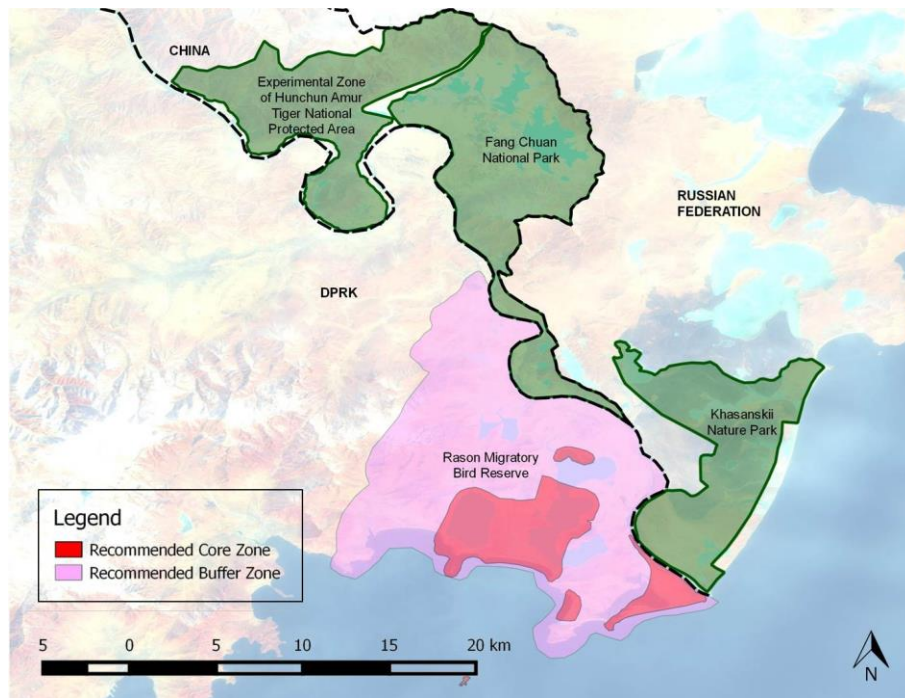 CHINA
Experimental Zone
of Hunchun Amur
Tiger National
Protected Area
Fang Chuan
National Park
RUSSIAN
FEDERATION
DPRK
Khasanskii
Nature Park
Rason Migratory
Bird Reserve
Legend
Recommended Core Zone
Recommended Buffer Zone
5 0 5 10 15 20 km
N